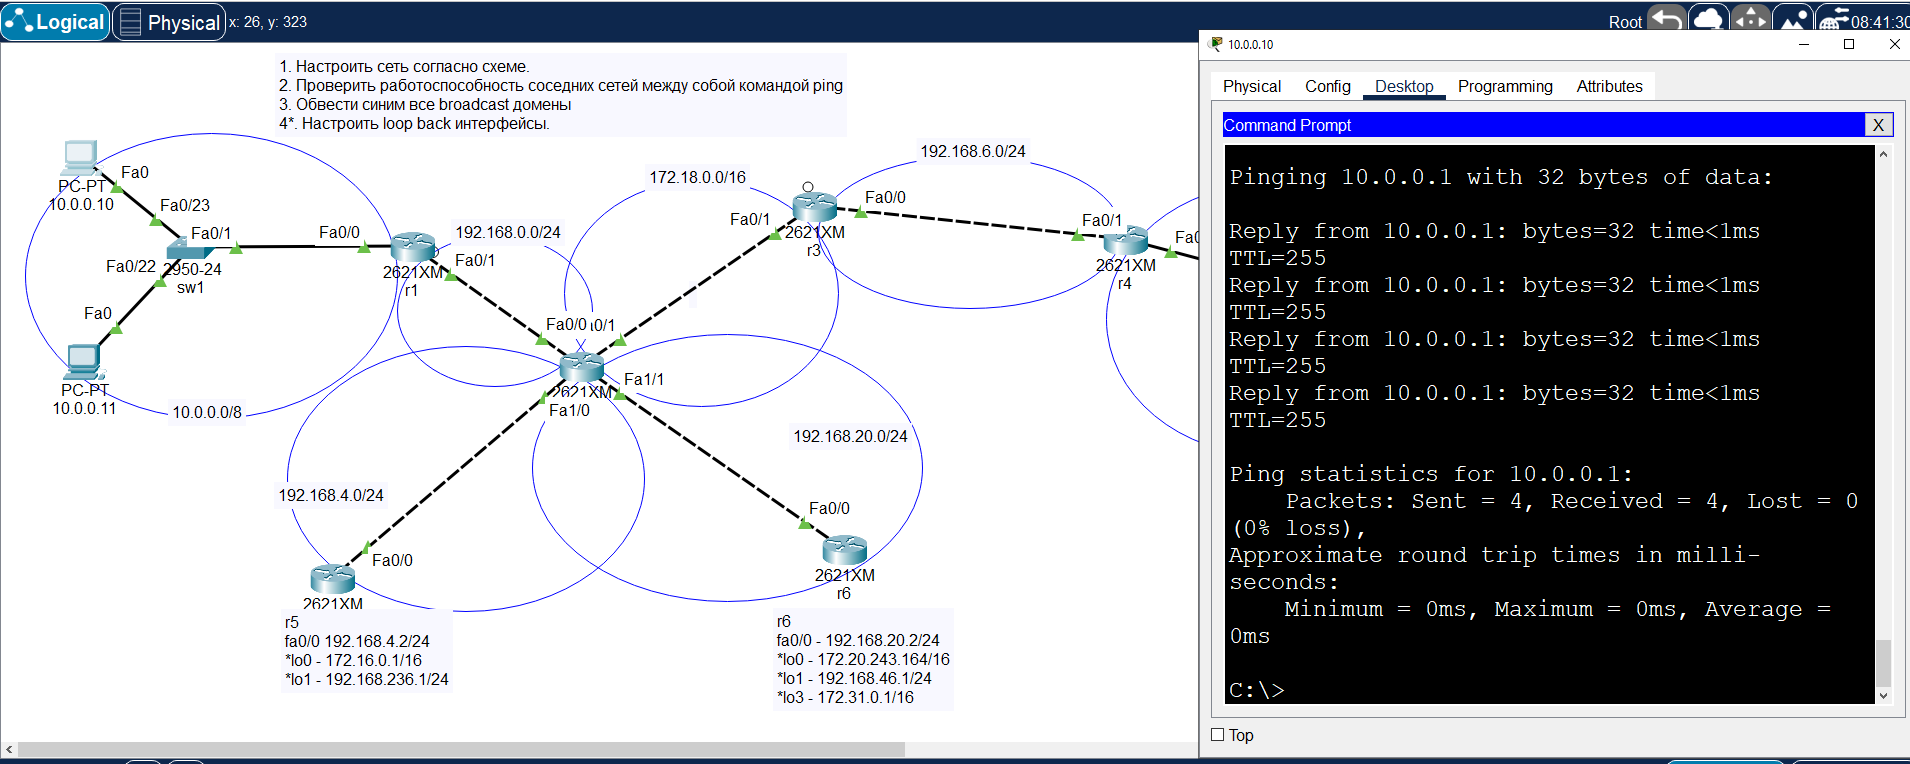 Logical
Physical
x: 26, y: 323
Root
08:41:30
1. Настроить сеть согласно схеме.
2. Проверить работоспособность соседних сетей между собой командой ping
3. Обвести синим все broadcast домены
4*. Настроить loop back интерфейсы.
Fa0
PC-PT
10.0.0.10
Fa0/23
Fa0/1
Fa0/22
2950-24
sw1
Fa0
PC-PT
10.0.0.11
10.0.0.0/8
Fa0/0
2621XM
r1
Fa0/1
192.168.0.0/24
172.18.0.0/16
Fa0/1
2621XM
r3
Fa0/0
192.168.6.0/24
Fa0/1
2621XM
r4
Fa0/0
2621XM
Fa1/0
Fa1/1
192.168.20.0/24
192.168.4.0/24
Fa0/0
2621XM
Fa0/0
2621XM
r6
r5
fa0/0 192.168.4.2/24
*lo0 - 172.16.0.1/16
*lo1 - 192.168.236.1/24
r6
fa0/0 - 192.168.20.2/24
*lo0 - 172.20.243.164/16
*lo1 - 192.168.46.1/24
*lo3 - 172.31.0.1/16
10.0.0.10
Physical
Config
Desktop
Programming
Attributes
Command Prompt
X
Pinging 10.0.0.1 with 32 bytes of data:
Reply from 10.0.0.1: bytes=32 time<1ms
TTL=255
Reply from 10.0.0.1: bytes=32 time<1ms
TTL=255
Reply from 10.0.0.1: bytes=32 time<1ms
TTL=255
Reply from 10.0.0.1: bytes=32 time<1ms
TTL=255
Ping statistics for 10.0.0.1:
Packets: Sent = 4, Received = 4, Lost = 0
(0% loss),
Approximate round trip times in milli-
seconds:
Minimum = 0ms, Maximum = 0ms, Average =
0ms
C:\>
Top